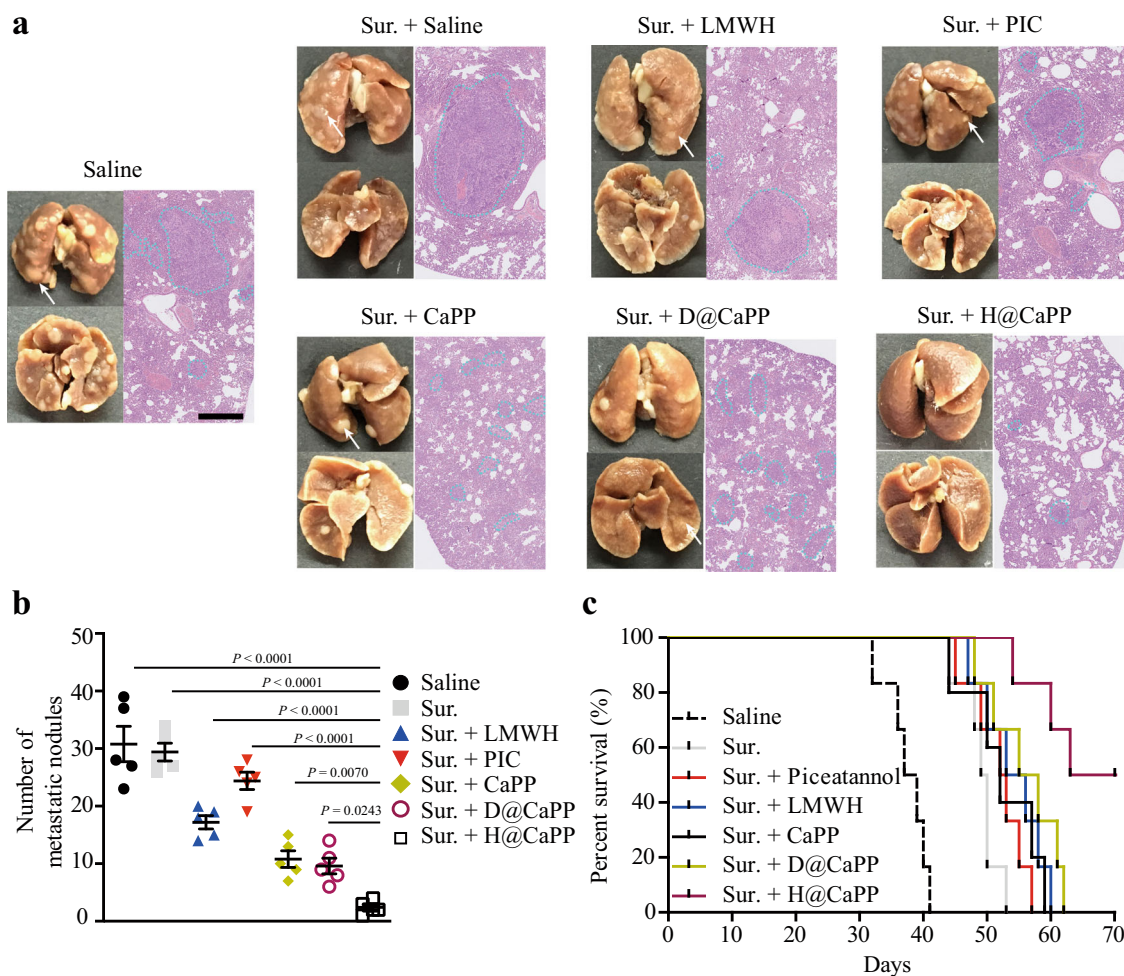 a
Saline
Sur. + Saline
Sur. + LMWH
Sur. + PIC
Sur. + CaPP
Sur. + D@CaPP
Sur. + H@CaPP
b
Number of
metastatic nodules
50
40
30
20
10
0
P < 0.0001
P < 0.0001
P < 0.0001
P < 0.0001
P = 0.0070
P = 0.0243
Saline
Sur.
Sur. + LMWH
Sur. + PIC
Sur. + CaPP
Sur. + D@CaPP
Sur. + H@CaPP
c
Percent survival (%)
100
80
60
40
20
0
Saline
Sur.
Sur. + Piceatannol
Sur. + LMWH
Sur. + CaPP
Sur. + D@CaPP
Sur. + H@CaPP
0 30 40 50 60 70
Days